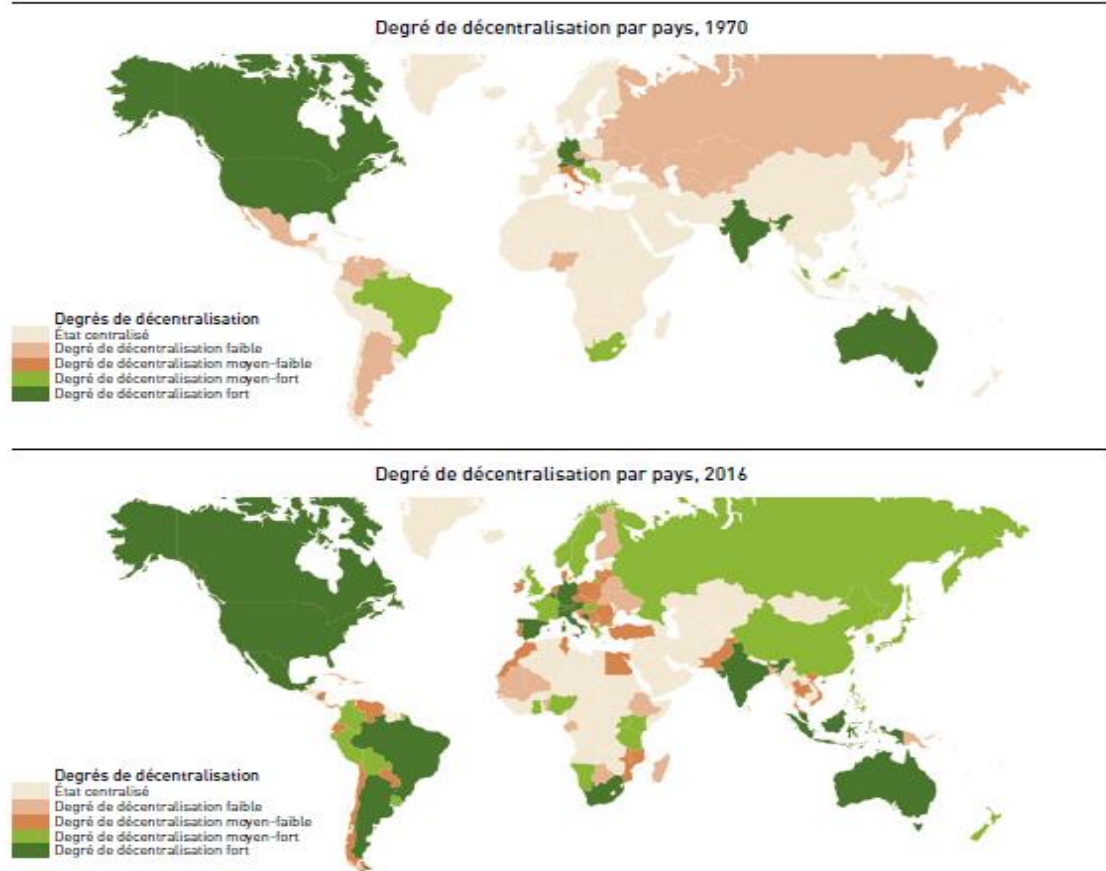 Degré de décentralisation par pays, 1970
Degrés de décentralisation
État centralisé
Degré de décentralisation faible
Degré de décentralisation moyen-faible
Degré de décentralisation moyen-fort
Degré de décentralisation fort
Degré de décentralisation par pays, 2016
Degrés de décentralisation
État centralisé
Degré de décentralisation faible
Degré de décentralisation moyen-faible
Degré de décentralisation moyen-fort
Degré de décentralisation fort